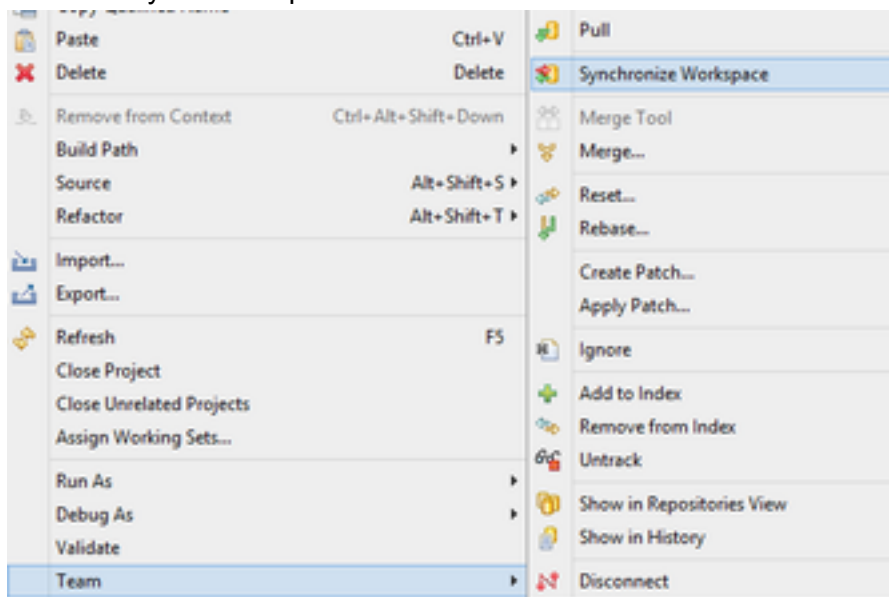 Paste Ctrl+V
Delete Delete
Remove from Context Ctrl+Alt+Shift+Down
Build Path
Source Alt+Shift+S
Refactor Alt+Shift+T
Import...
Export...
Refresh F5
Close Project
Close Unrelated Projects
Assign Working Sets...
Run As
Debug As
Validate
Team
Pull
Synchronize Workspace
Merge Tool
Merge...
Reset...
Rebase...
Create Patch...
Apply Patch...
Ignore
Add to Index
Remove from Index
Untrack
Show in Repositories View
Show in History
Disconnect